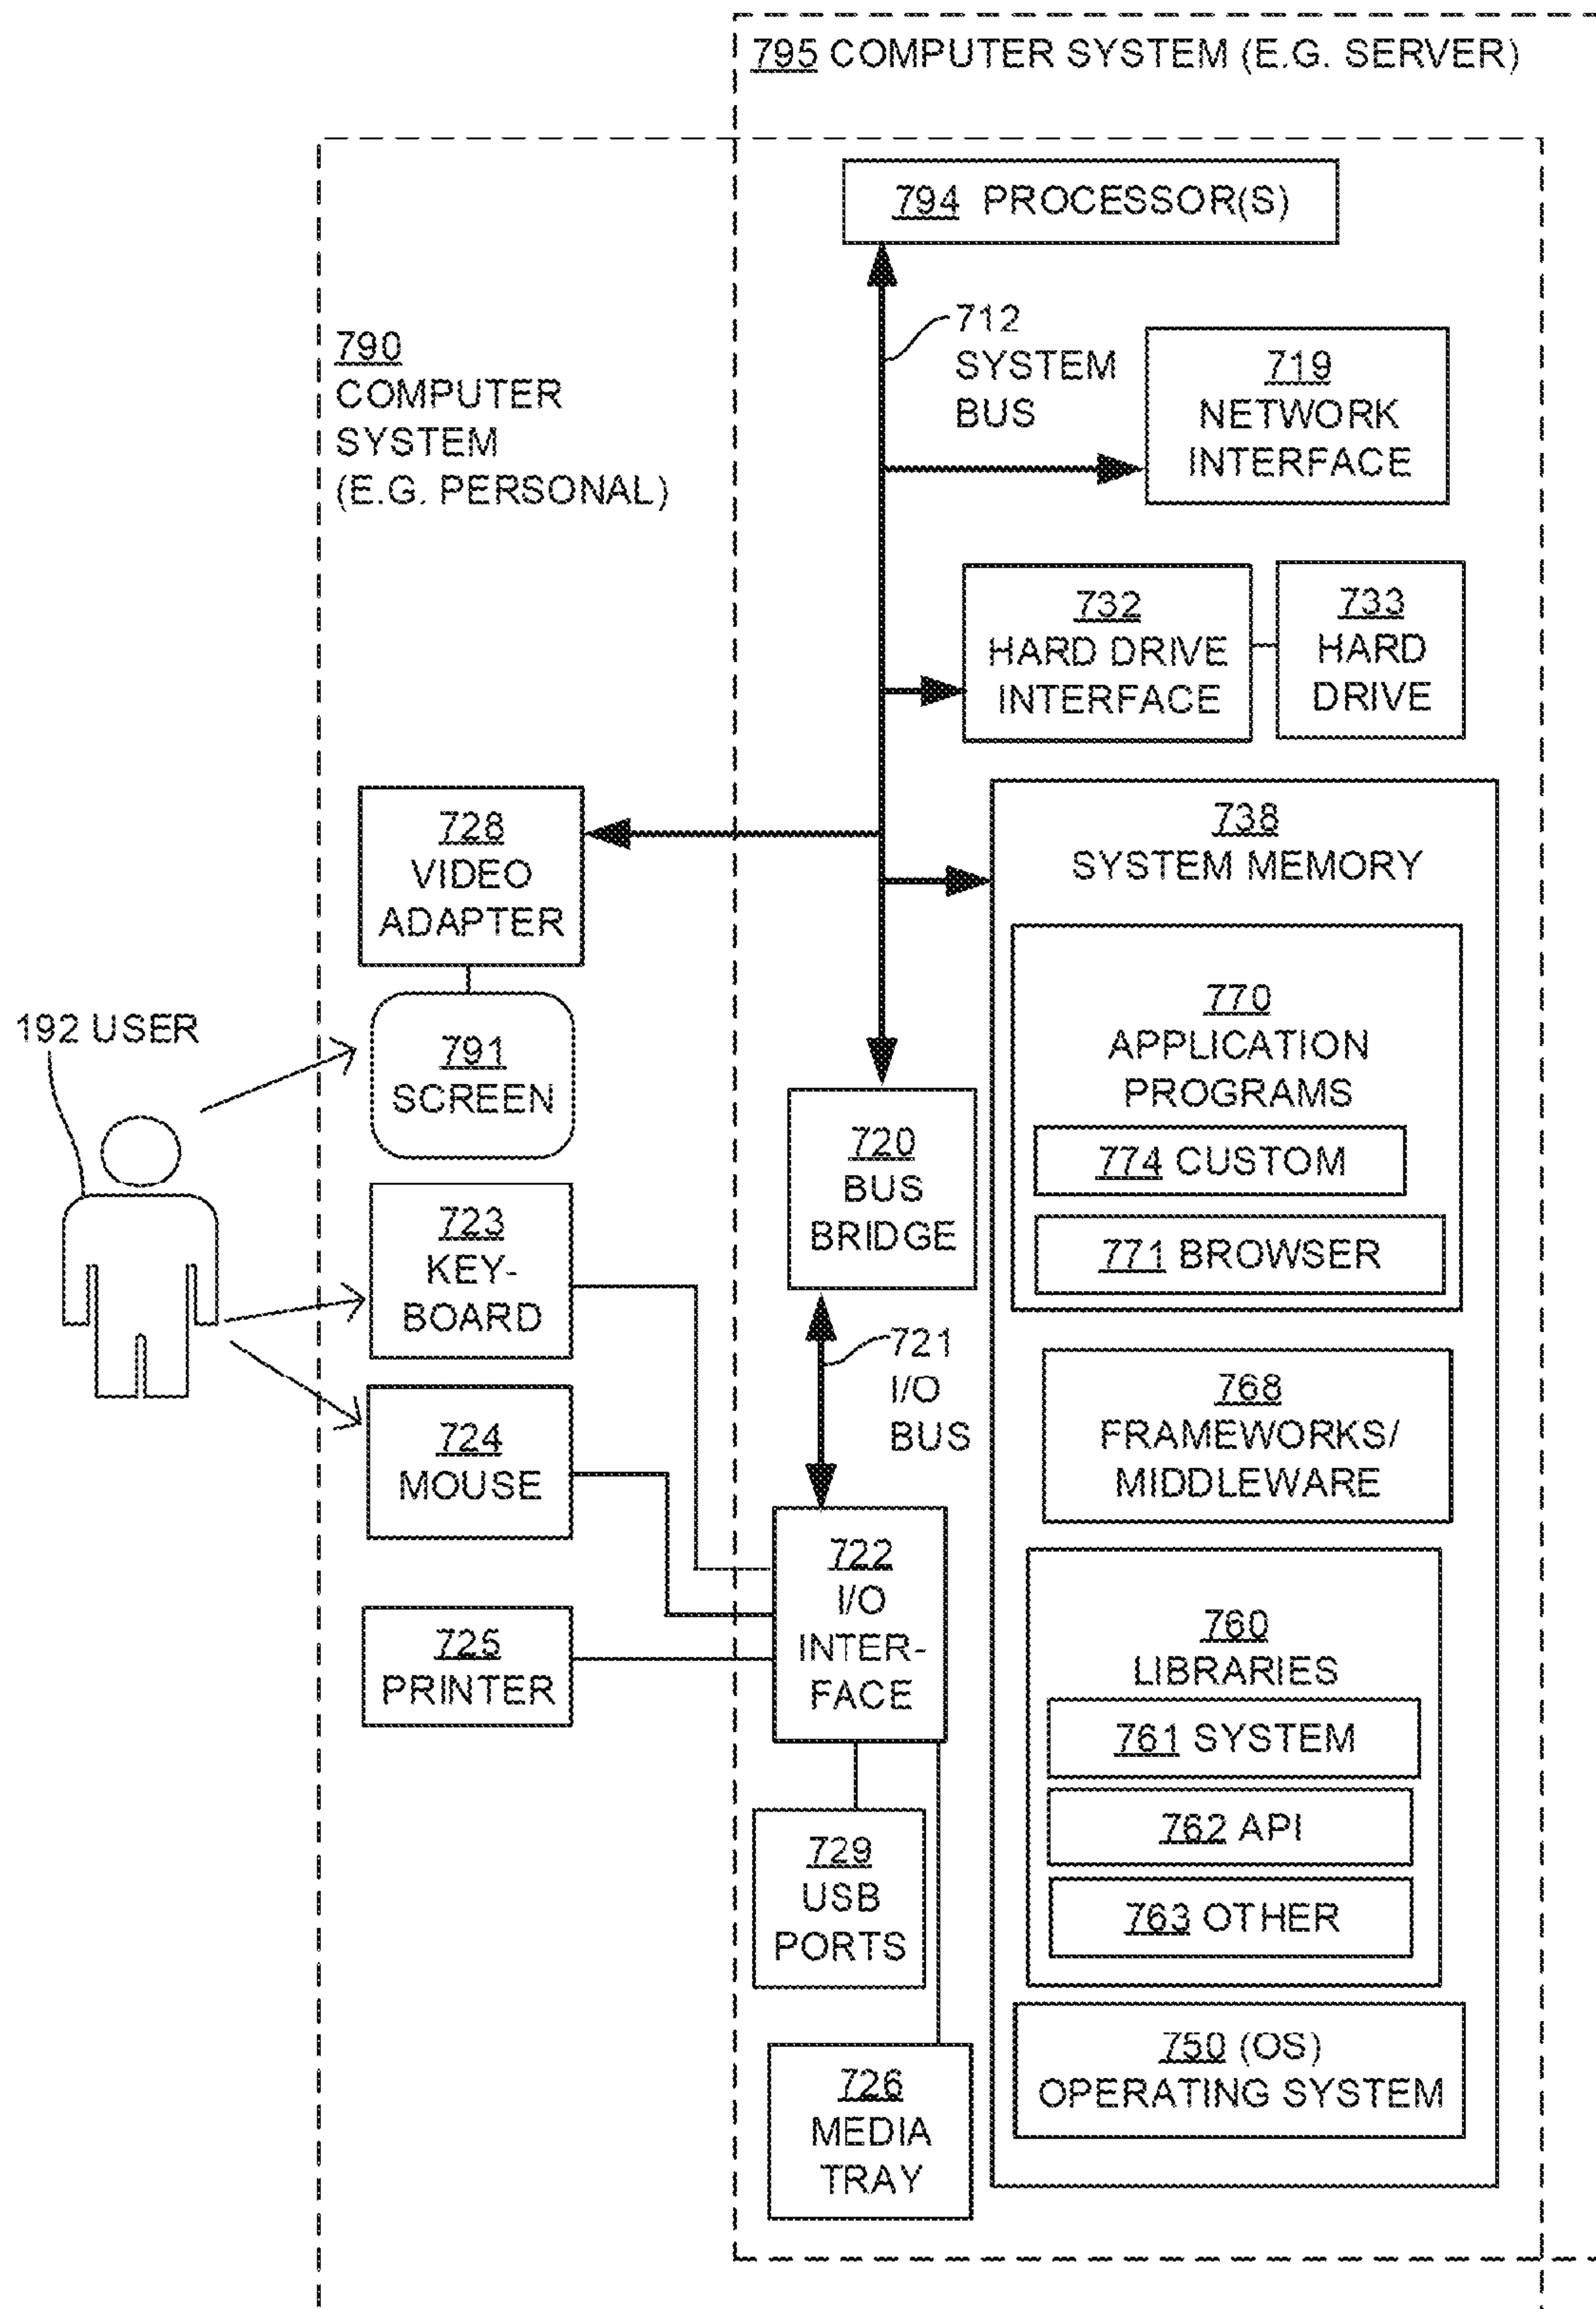 795 COMPUTER SYSTEM (E.G. SERVER)
794 PROCESSOR(S)
712
SYSTEM
BUS
790
COMPUTER
SYSTEM
(E.G. PERSONAL)
719
NETWORK
INTERFACE
732
HARD DRIVE
INTERFACE
733
HARD
DRIVE
728
VIDEO
ADAPTER
738
SYSTEM MEMORY
192 USER
791
SCREEN
770
APPLICATION
PROGRAMS
774 CUSTOM
771 BROWSER
720
BUS
BRIDGE
723
KEY-
BOARD
721
I/O
BUS
724
MOUSE
768
FRAMEWORKS/
MIDDLEWARE
722
I/O
INTER-
FACE
725
PRINTER
760
LIBRARIES
761 SYSTEM
762 API
763 OTHER
729
USB
PORTS
750 (OS)
OPERATING SYSTEM
726
MEDIA
TRAY